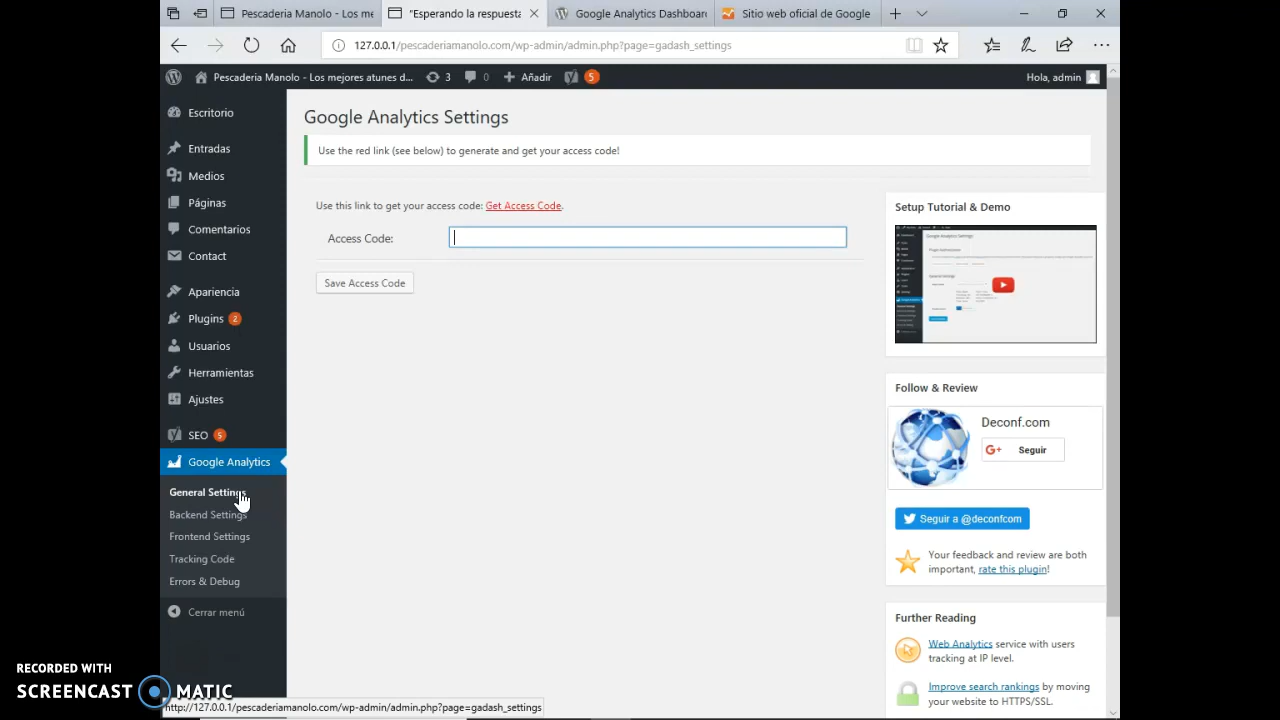 Pescaderia Manolo - Los me
"Esperando la respuesta
Google Analytics Dashboar
Sitio web oficial de Google
127.0.0.1/pescaderiamanolo.com/wp-admin/admin.php?page=gadash_settings
Pescaderia Manolo - Los mejores atunes d...
3
0
Añadir
5
Hola, admin
Escritorio
Entradas
Medios
Páginas
Comentarios
Contact
Apariencia
Plugins 2
Usuarios
Herramientas
Ajustes
SEO 5
Google Analytics
General Settings
Backend Settings
Frontend Settings
Tracking Code
Errors & Debug
Cerrar menú
Google Analytics Settings
Use the red link (see below) to generate and get your access code!
Use this link to get your access code: Get Access Code.
Access Code:
Save Access Code
Setup Tutorial & Demo
Follow & Review
Deconf.com
G+ Seguir
Seguir a @deconfcom
Your feedback and review are both
important, rate this plugin!
Further Reading
Web Analytics service with users
tracking at IP level.
Improve search rankings by moving
your website to HTTPS/SSL.
RECORDED WITH
SCREENCAST MATIC
http://127.0.0.1/pescaderiamanolo.com/wp-admin/admin.php?page=gadash_settings